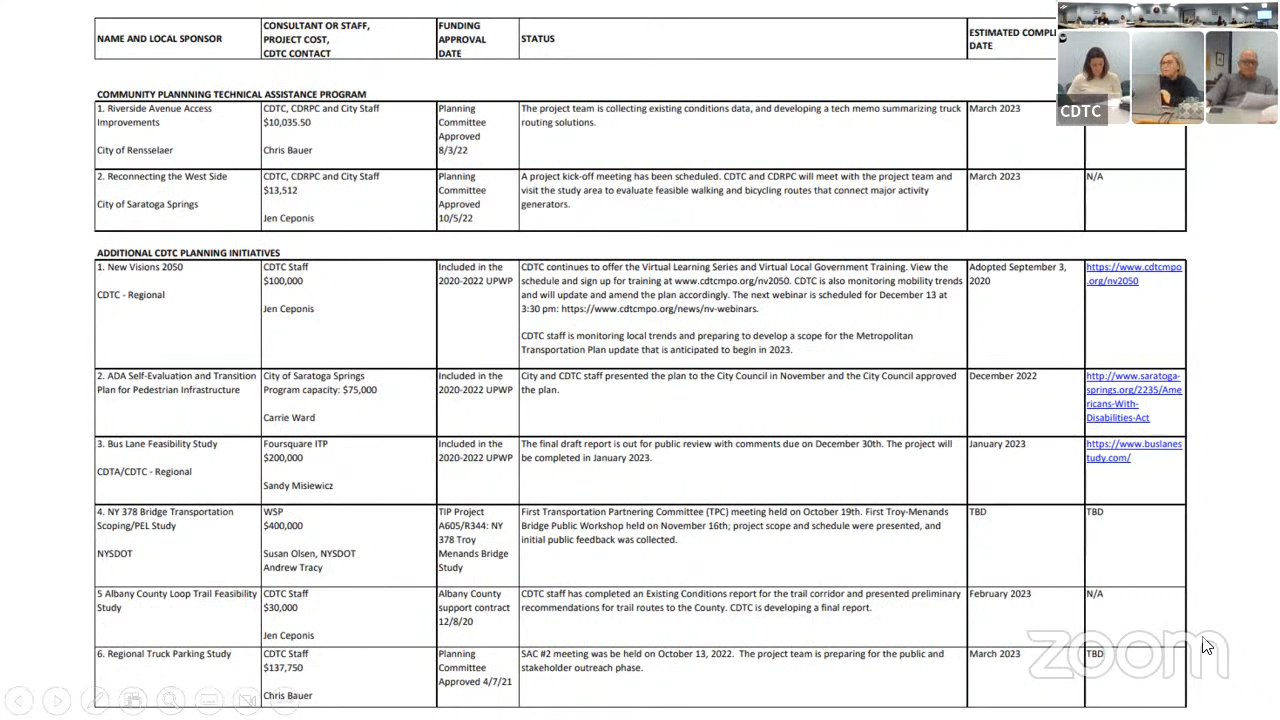 NAME AND LOCAL SPONSOR
CONSULTANT OR STAFF,
PROJECT COST,
CDTC CONTACT
FUNDING
APPROVAL
DATE
STATUS
ESTIMATED COMPL
DATE
CDTC
COMMUNITY PLANNNING TECHNICAL ASSISTANCE PROGRAM
1. Riverside Avenue Access
Improvements
City of Rensselaer
CDTC, CDRPC and City Staff
$10,035.50
Chris Bauer
Planning
Committee
Approved
8/3/22
The project team is collecting existing conditions data, and developing a tech memo summarizing truck
routing solutions.
March 2023
2. Reconnecting the West Side
City of Saratoga Springs
CDTC, CDRPC and City Staff
$13,512
Jen Ceponis
Planning
Committee
Approved
10/5/22
A project kick-off meeting has been scheduled. CDTC and CDRPC will meet with the project team and
visit the study area to evaluate feasible walking and bicycling routes that connect major activity
generators.
March 2023
N/A
ADDITIONAL CDTC PLANNING INITIATIVES
1. New Visions 2050
CDTC - Regional
CDTC Staff
$100,000
Jen Ceponis
Included in the
2020-2022 UPWP
CDTC continues to offer the Virtual Learning Series and Virtual Local Government Training. View the
schedule and sign up for training at www.cdtcmpo.org/nv2050. CDTC is also monitoring mobility trends
and will update and amend the plan accordingly. The next webinar is scheduled for December 13 at
3:30 pm: https://www.cdtcmpo.org/news/nv-webinars.
CDTC staff is monitoring local trends and preparing to develop a scope for the Metropolitan
Transportation Plan update that is anticipated to begin in 2023.
Adopted September 3,
2020
https://www.cdtcmpo
.org/nv2050
2. ADA Self-Evaluation and Transition
Plan for Pedestrian Infrastructure
City of Saratoga Springs
Program capacity: $75,000
Carrie Ward
Included in the
2020-2022 UPWP
City and CDTC staff presented the plan to the City Council in November and the City Council approved
the plan.
December 2022
http://www.saratoga-
springs.org/2235/Ame
ricans-With-
Disabilities-Act
3. Bus Lane Feasibility Study
CDTA/CDTC - Regional
Foursquare ITP
$200,000
Sandy Misiewicz
Included in the
2020-2022 UPWP
The final draft report is out for public review with comments due on December 30th. The project will
be completed in January 2023.
January 2023
https://www.buslanes
tudy.com/
4. NY 378 Bridge Transportation
Scoping/PEL Study
NYSDOT
WSP
$400,000
Susan Olsen, NYSDOT
Andrew Tracy
TIP Project
A605/R344: NY
378 Troy
Menands Bridge
Study
First Transportation Partnering Committee (TPC) meeting held on October 19th. First Troy-Menands
Bridge Public Workshop held on November 16th; project scope and schedule were presented, and
initial public feedback was collected.
TBD
TBD
5 Albany County Loop Trail Feasibility
Study
CDTC Staff
$30,000
Jen Ceponis
Albany County
support contract
12/8/20
CDTC staff has completed an Existing Conditions report for the trail corridor and presented preliminary
recommendations for trail routes to the County. CDTC is developing a final report.
February 2023
N/A
6. Regional Truck Parking Study
CDTC Staff
$137,750
Chris Bauer
Planning
Committee
Approved 4/7/21
SAC #2 meeting was be held on October 13, 2022. The project team is preparing for the public and
stakeholder outreach phase.
March 2023
TBD
zoom